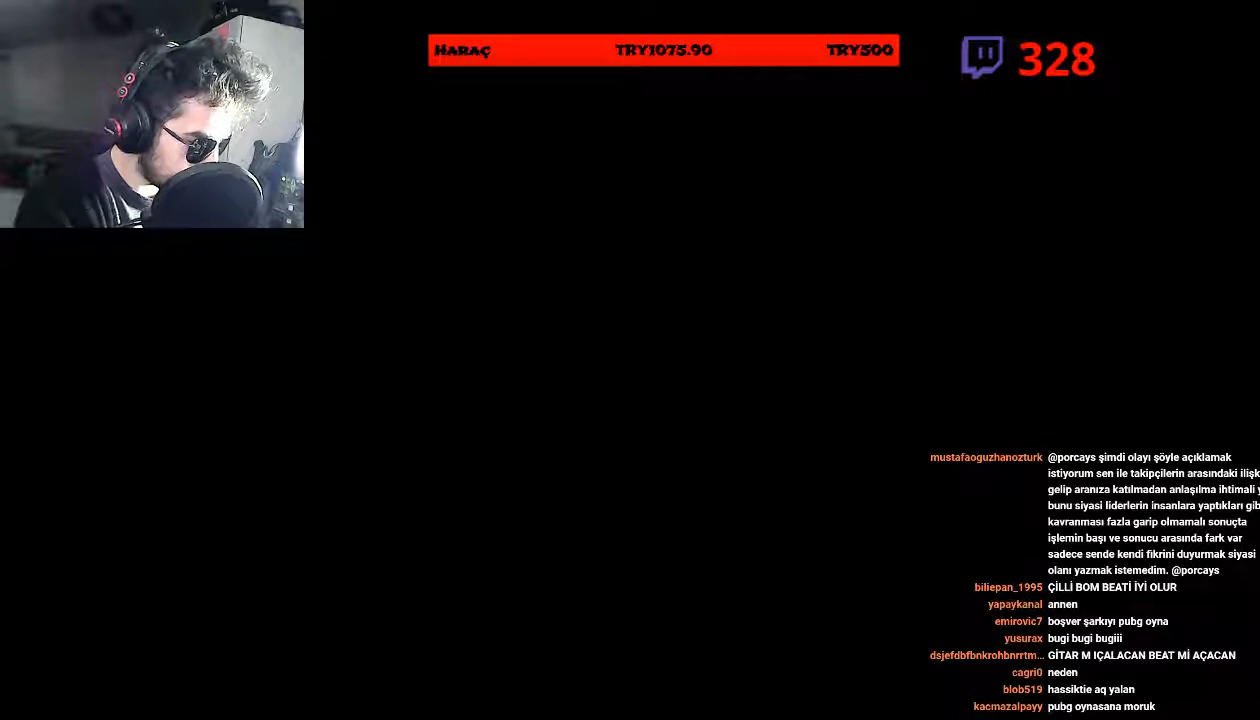 Haraç TRY1075.90 TRY500
328
mustafaoguzhanozturk @porcays şimdi olayı şöyle açıklamak
istiyorum sen ile takipçilerin arasındaki ilişk
gelip aranıza katılmadan anlaşılma ihtimali y
bunu siyasi liderlerin insanlara yaptıkları gib
kavranması fazla garip olmamalı sonuçta
işlemin başı ve sonucu arasında fark var
sadece sende kendi fikrini duyurmak siyasi
olanı yazmak istemedim. @porcays
biliepan_1995 ÇİLLİ BOM BEATİ İYİ OLUR
yapaykanal annen
emirovic7 boşver şarkıyı pubg oyna
yusurax bugi bugi bugiii
dsjefdbfbnkrohbnrrtm... GİTAR M IÇALACAN BEAT Mİ AÇACAN
cagri0 neden
blob519 hassiktie aq yalan
kacmazalpayy pubg oynasana moruk